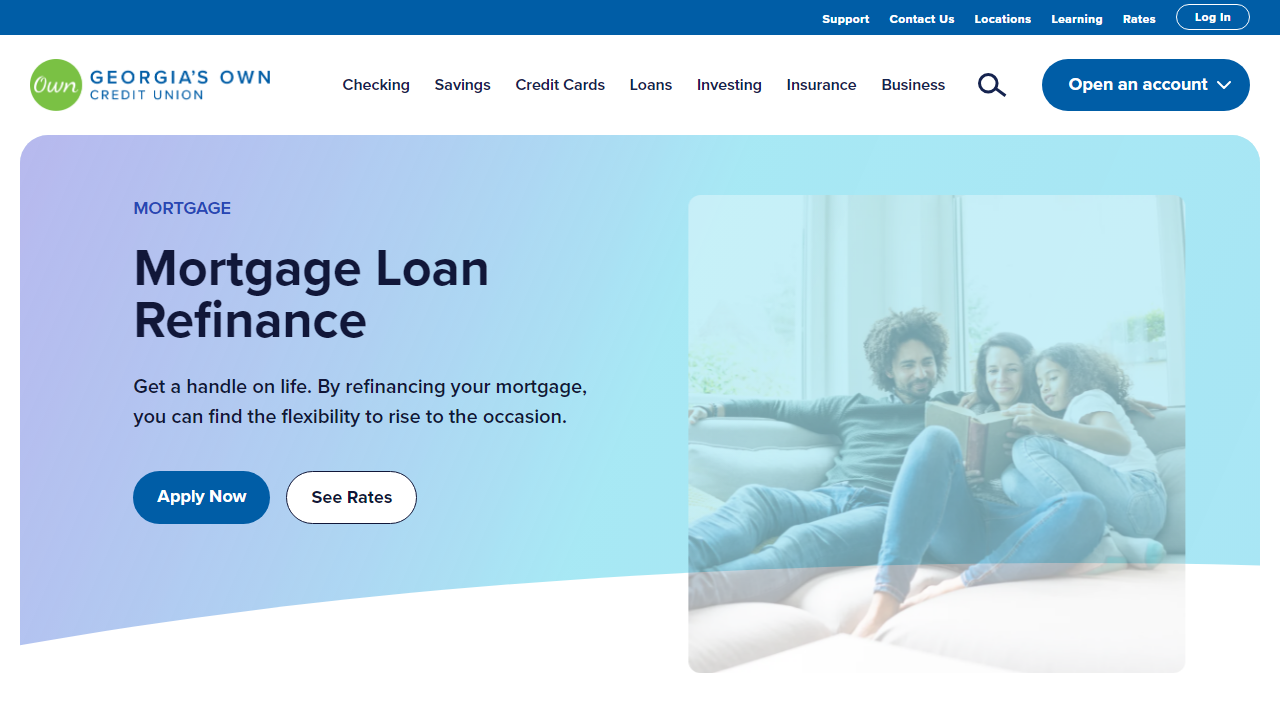 Support Contact Us Locations Learning Rates Log In
Own GEORGIA'S OWN
CREDIT UNION
Checking Savings Credit Cards Loans Investing Insurance Business Open an account
MORTGAGE
Mortgage Loan
Refinance
Get a handle on life. By refinancing your mortgage,
you can find the flexibility to rise to the occasion.
Apply Now See Rates